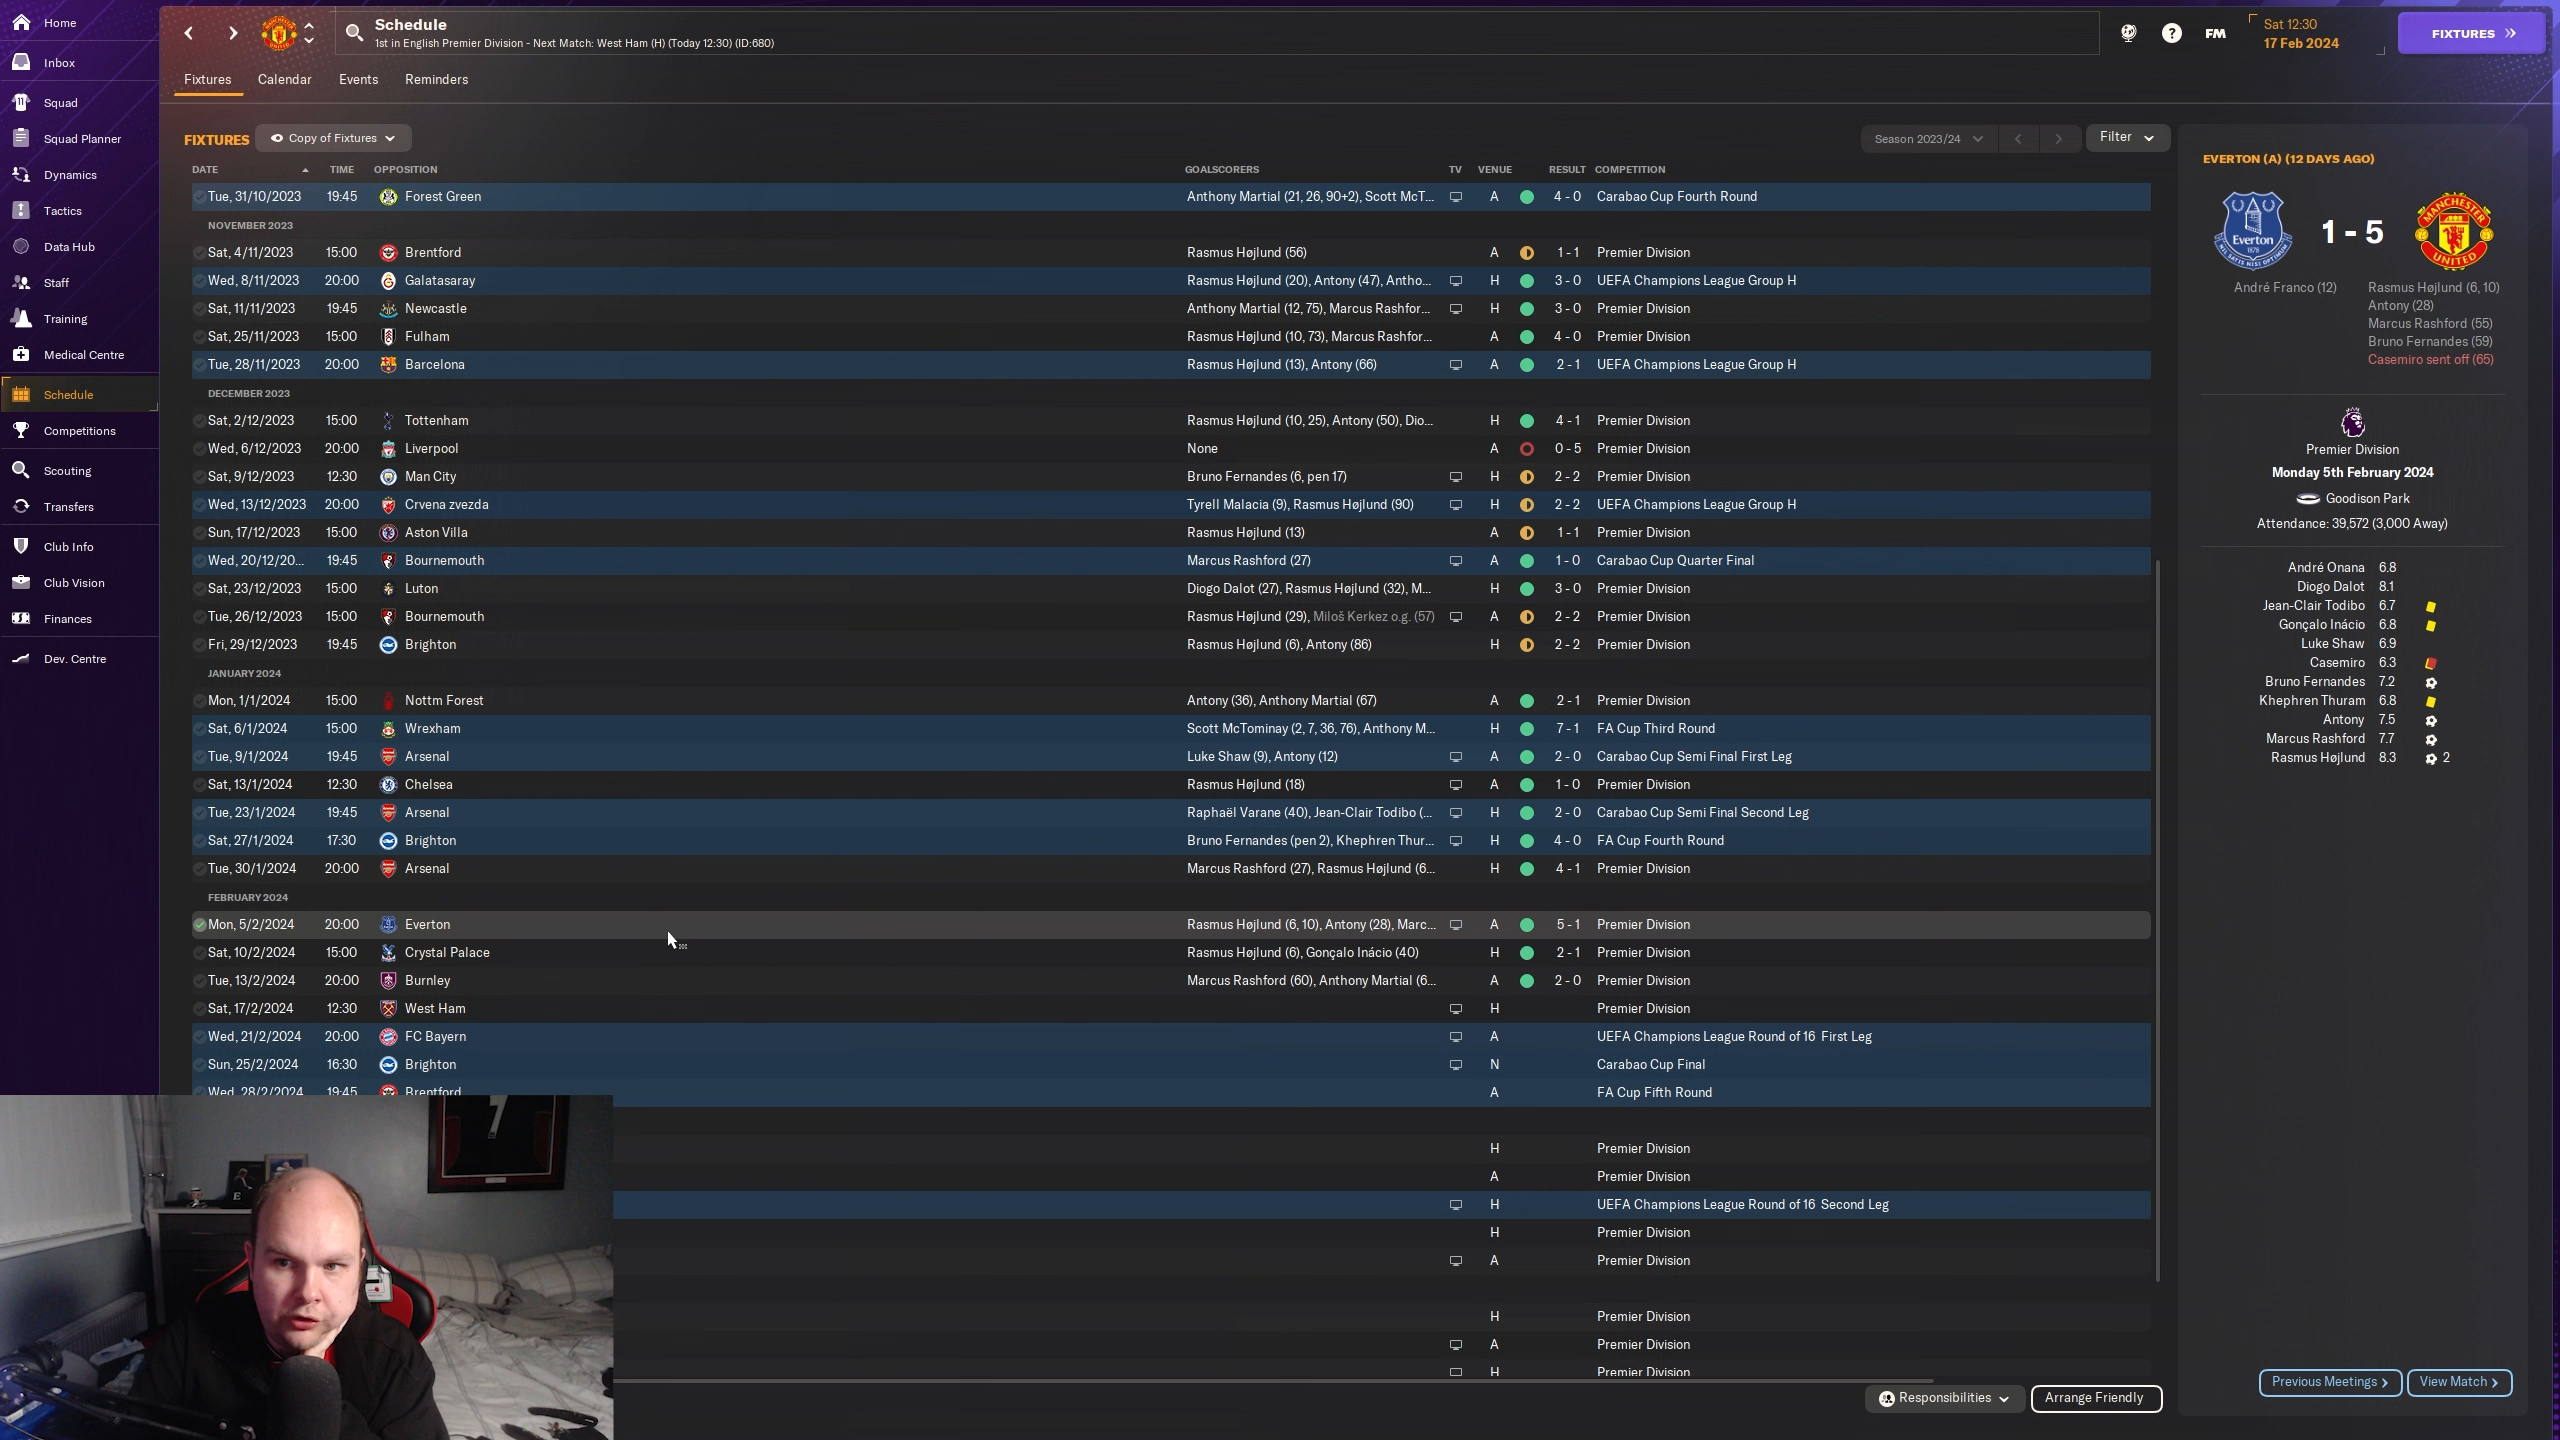 Home
Inbox
Squad
Squad Planner
Dynamics
Tactics
Data Hub
Staff
Training
Medical Centre
Schedule
Competitions
Scouting
Transfers
Club Info
Club Vision
Finances
Dev. Centre
Schedule
1st in English Premier Division - Next Match: West Ham (H) (Today 12:30) (ID:680)
FM
Sat 12:30
17 Feb 2024
FIXTURES
Fixtures Calendar Events Reminders
FIXTURES Copy of Fixtures Season 2023/24 Filter
DATE TIME OPPOSITION GOALSCORERS TV VENUE RESULT COMPETITION
Tue, 31/10/2023 19:45 Forest Green Anthony Martial (21, 26, 90+2), Scott McT... A 4 - 0 Carabao Cup Fourth Round
NOVEMBER 2023
Sat, 4/11/2023 15:00 Brentford Rasmus Højlund (56) A 1 - 1 Premier Division
Wed, 8/11/2023 20:00 Galatasaray Rasmus Højlund (20), Antony (47), Antho... H 3 - 0 UEFA Champions League Group H
Sat, 11/11/2023 19:45 Newcastle Anthony Martial (12, 75), Marcus Rashfor... H 3 - 0 Premier Division
Sat, 25/11/2023 15:00 Fulham Rasmus Højlund (10, 73), Marcus Rashfor... A 4 - 0 Premier Division
Tue, 28/11/2023 20:00 Barcelona Rasmus Højlund (13), Antony (66) A 2 - 1 UEFA Champions League Group H
DECEMBER 2023
Sat, 2/12/2023 15:00 Tottenham Rasmus Højlund (10, 25), Antony (50), Dio... H 4 - 1 Premier Division
Wed, 6/12/2023 20:00 Liverpool None A 0 - 5 Premier Division
Sat, 9/12/2023 12:30 Man City Bruno Fernandes (6, pen 17) H 2 - 2 Premier Division
Wed, 13/12/2023 20:00 Crvena zvezda Tyrell Malacia (9), Rasmus Højlund (90) H 2 - 2 UEFA Champions League Group H
Sun, 17/12/2023 15:00 Aston Villa Rasmus Højlund (13) A 1 - 1 Premier Division
Wed, 20/12/20... 19:45 Bournemouth Marcus Rashford (27) A 1 - 0 Carabao Cup Quarter Final
Sat, 23/12/2023 15:00 Luton Diogo Dalot (27), Rasmus Højlund (32), M... H 3 - 0 Premier Division
Tue, 26/12/2023 15:00 Bournemouth Rasmus Højlund (29), Miloš Kerkez o.g. (57) A 2 - 2 Premier Division
Fri, 29/12/2023 19:45 Brighton Rasmus Højlund (6), Antony (86) H 2 - 2 Premier Division
JANUARY 2024
Mon, 1/1/2024 15:00 Nottm Forest Antony (36), Anthony Martial (67) A 2 - 1 Premier Division
Sat, 6/1/2024 15:00 Wrexham Scott McTominay (2, 7, 36, 76), Anthony M... H 7 - 1 FA Cup Third Round
Tue, 9/1/2024 19:45 Arsenal Luke Shaw (9), Antony (12) A 2 - 0 Carabao Cup Semi Final First Leg
Sat, 13/1/2024 12:30 Chelsea Rasmus Højlund (18) A 1 - 0 Premier Division
Tue, 23/1/2024 19:45 Arsenal Raphaël Varane (40), Jean-Clair Todibo (... H 2 - 0 Carabao Cup Semi Final Second Leg
Sat, 27/1/2024 17:30 Brighton Bruno Fernandes (pen 2), Khephren Thur... H 4 - 0 FA Cup Fourth Round
Tue, 30/1/2024 20:00 Arsenal Marcus Rashford (27), Rasmus Højlund (6... H 4 - 1 Premier Division
FEBRUARY 2024
Mon, 5/2/2024 20:00 Everton Rasmus Højlund (6, 10), Antony (28), Marc... A 5 - 1 Premier Division
Sat, 10/2/2024 15:00 Crystal Palace Rasmus Højlund (6), Gonçalo Inácio (40) H 2 - 1 Premier Division
Tue, 13/2/2024 20:00 Burnley Marcus Rashford (60), Anthony Martial (6... A 2 - 0 Premier Division
Sat, 17/2/2024 12:30 West Ham H Premier Division
Wed, 21/2/2024 20:00 FC Bayern A UEFA Champions League Round of 16 First Leg
Sun, 25/2/2024 16:30 Brighton N Carabao Cup Final
Wed, 28/2/2024 19:45 Brentford A FA Cup Fifth Round
H Premier Division
A Premier Division
H UEFA Champions League Round of 16 Second Leg
H Premier Division
A Premier Division
H Premier Division
A Premier Division
H Premier Division
7
Responsibilities Arrange Friendly
EVERTON (A) (12 DAYS AGO)
Everton 1 - 5 MANCHESTER UNITED
André Franco (12) Rasmus Højlund (6, 10)
Antony (28)
Marcus Rashford (55)
Bruno Fernandes (59)
Casemiro sent off (65)
Premier Division
Monday 5th February 2024
Goodison Park
Attendance: 39,572 (3,000 Away)
André Onana 6.8
Diogo Dalot 8.1
Jean-Clair Todibo 6.7
Gonçalo Inácio 6.8
Luke Shaw 6.9
Casemiro 6.3
Bruno Fernandes 7.2
Khephren Thuram 6.8
Antony 7.5
Marcus Rashford 7.7
Rasmus Højlund 8.3 2
Previous Meetings View Match